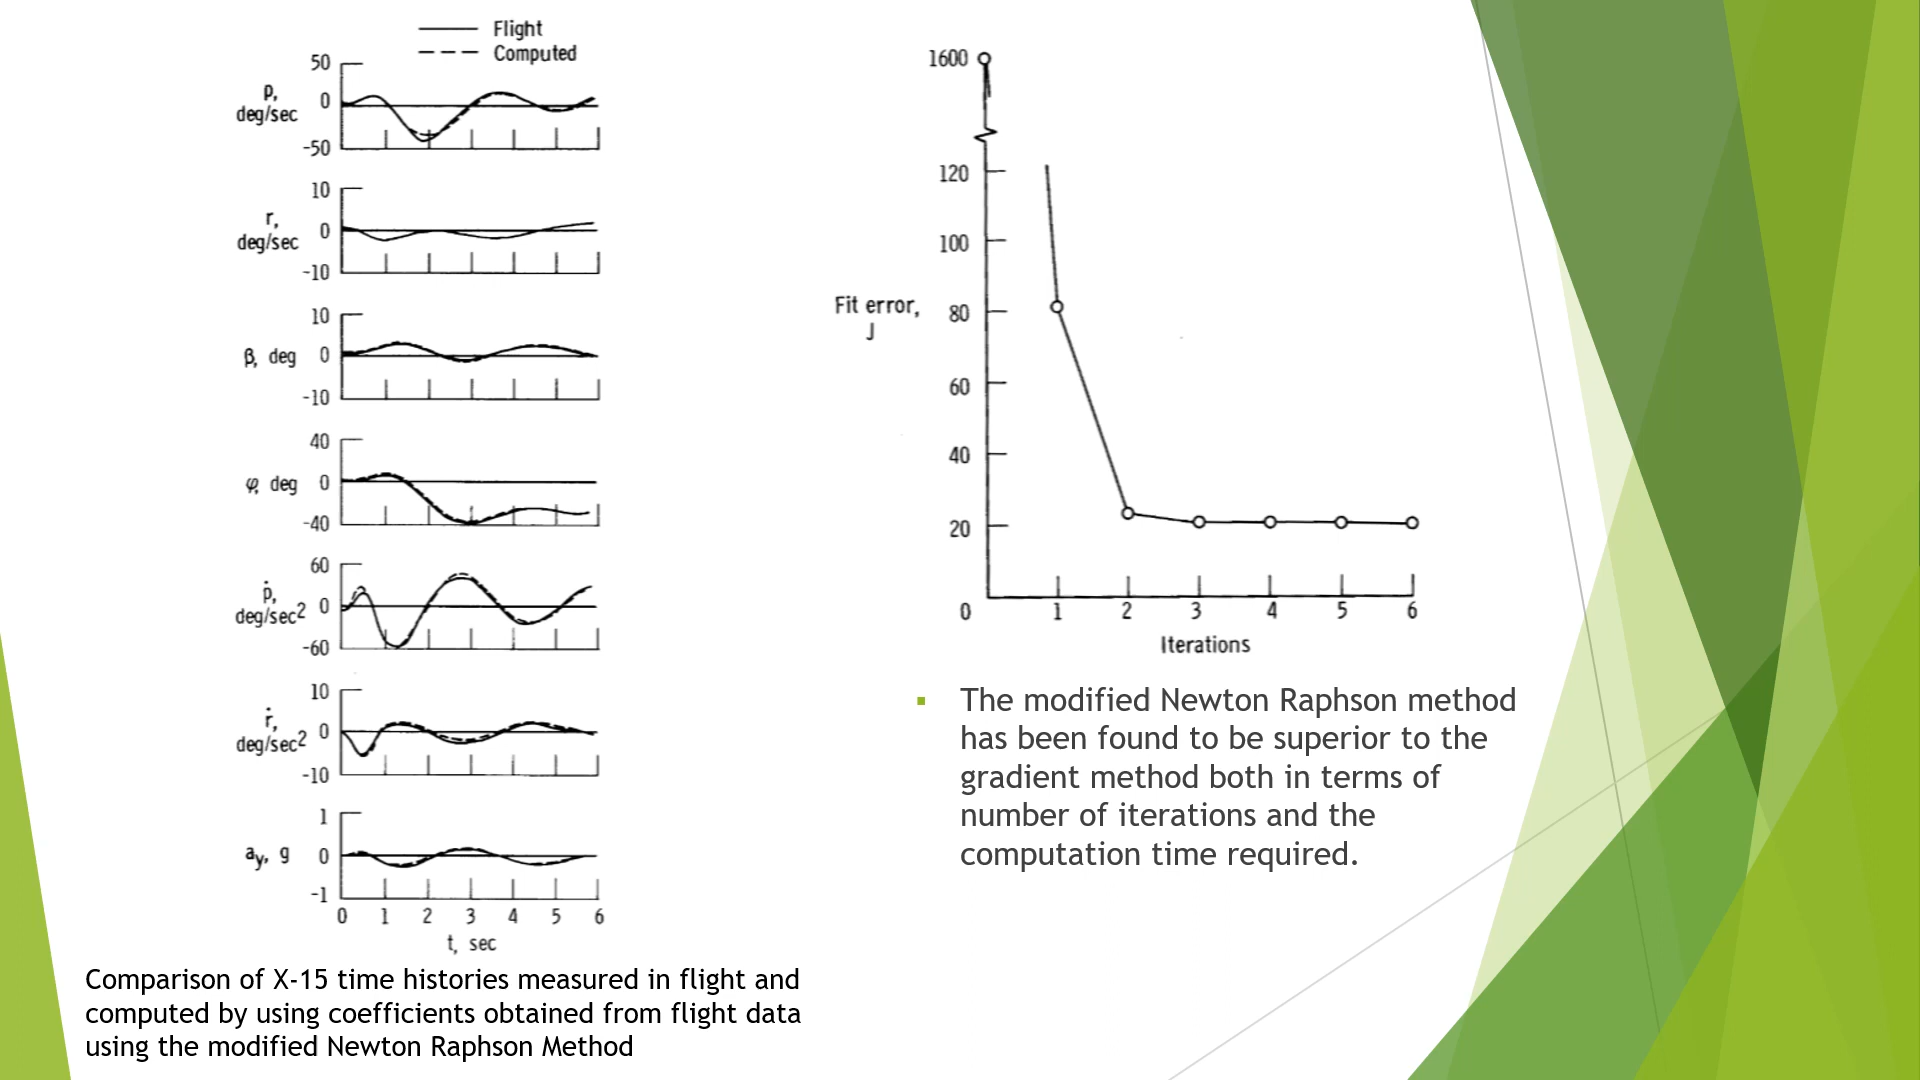 Flight
Computed
50
p,
0
deg/sec
-50
10
r,
0
deg/sec
-10
10
β, deg
0
-10
40
φ, deg
0
-40
60
ṗ,
0
deg/sec2
-60
10
ṙ,
0
deg/sec2
-10
1
ay, g
0
-1
0 1 2 3 4 5 6
t, sec
Comparison of X-15 time histories measured in flight and
computed by using coefficients obtained from flight data
using the modified Newton Raphson Method
1600
120
100
Fit error,
J
80
60
40
20
0 1 2 3 4 5 6
Iterations
▪ The modified Newton Raphson method
has been found to be superior to the
gradient method both in terms of
number of iterations and the
computation time required.